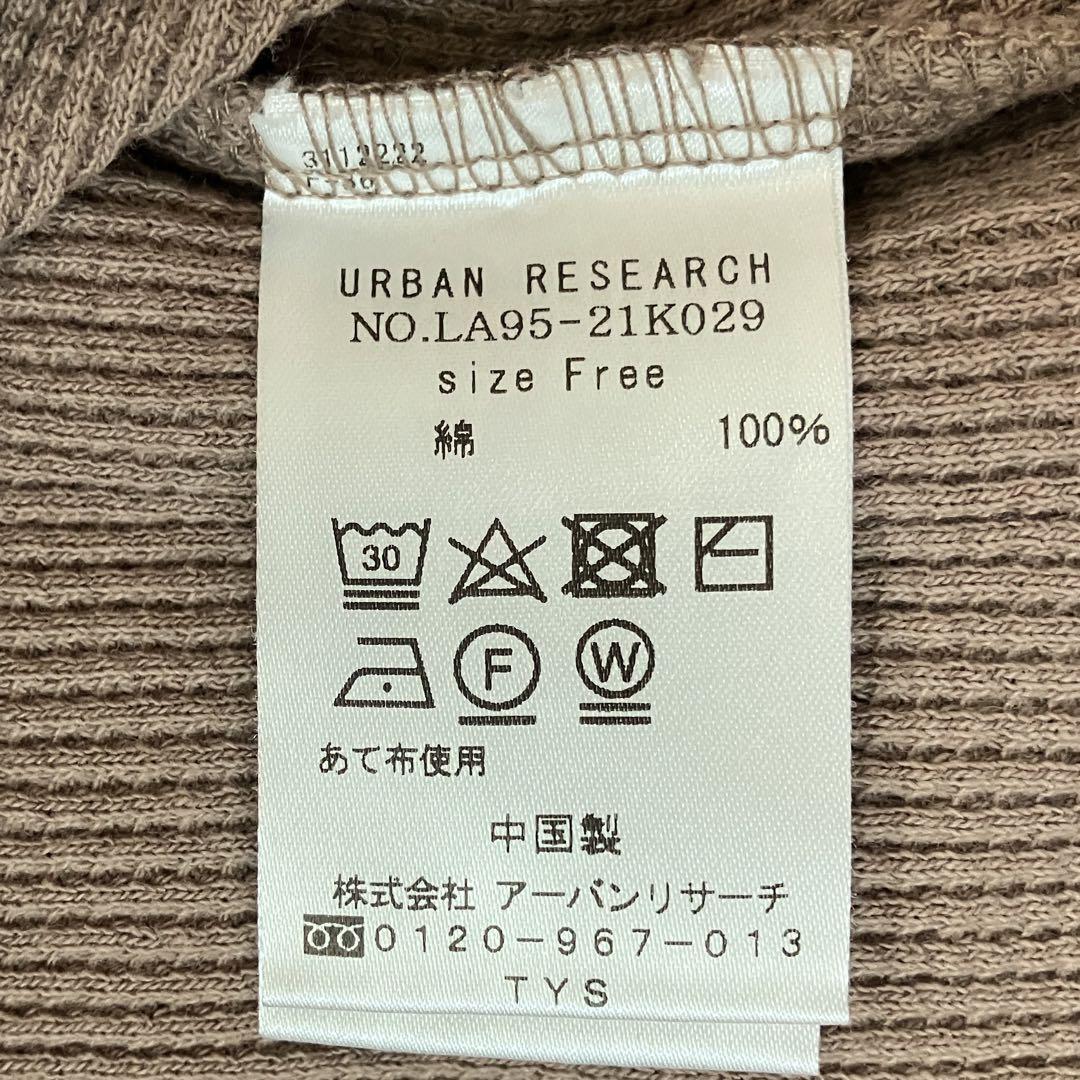 3112222
URBAN RESEARCH
NO.LA95-21K029
size Free
綿 100%
30
F W
あて布使用
中国製
株式会社 アーバンリサーチ
0120-967-013
TYS